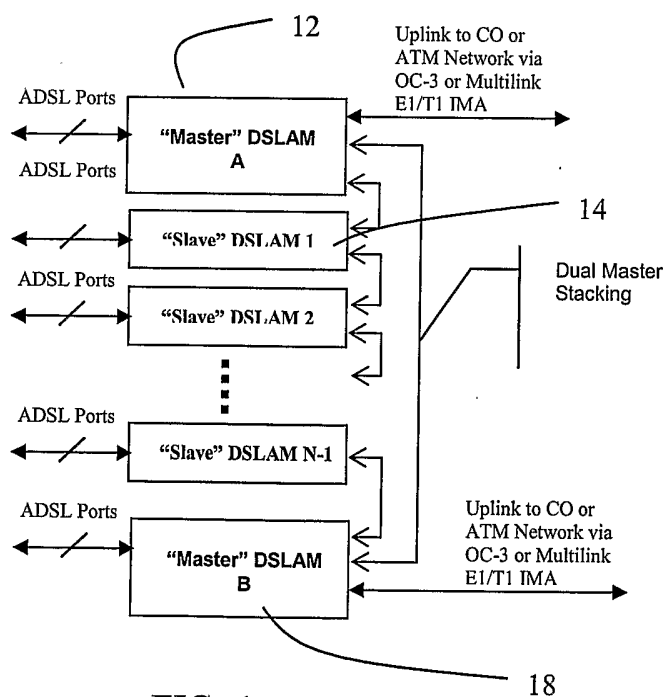 12
Uplink to CO or
ATM Network via
OC-3 or Multilink
E1/T1 IMA
ADSL Ports
“Master” DSLAM
A
ADSL Ports
“Slave” DSLAM 1
14
ADSL Ports
“Slave” DSLAM 2
Dual Master
Stacking
ADSL Ports
“Slave” DSLAM N-1
ADSL Ports
“Master” DSLAM
B
Uplink to CO or
ATM Network via
OC-3 or Multilink
E1/T1 IMA
18